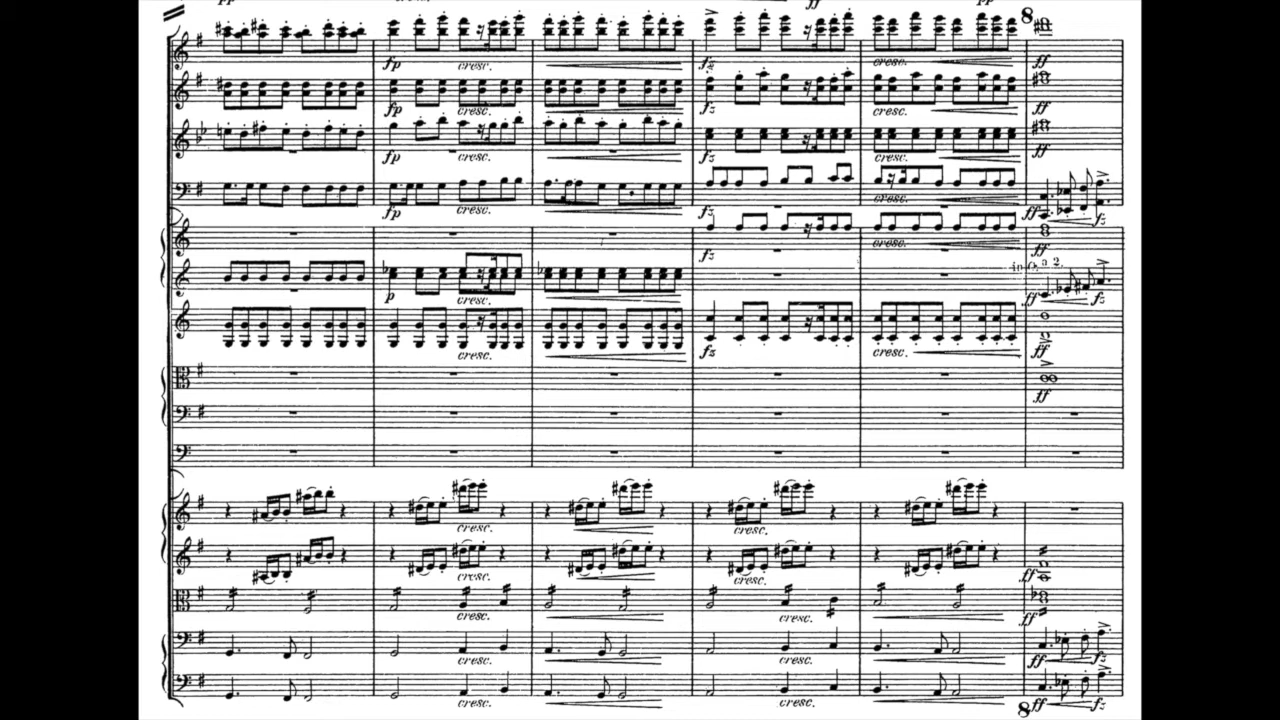 pp ff pp
8
fp cresc. fz cresc. ff
fp cresc. fz cresc. ff
fp cresc. fz cresc. ff
fp cresc. fz cresc. ff fz
fz cresc. ff
a 2.
p cresc. ff fz
cresc. fz cresc. ff
ff
cresc.
cresc. cresc. ff
cresc. cresc. ff
cresc. cresc. ff fz
cresc. cresc. 8 ff fz